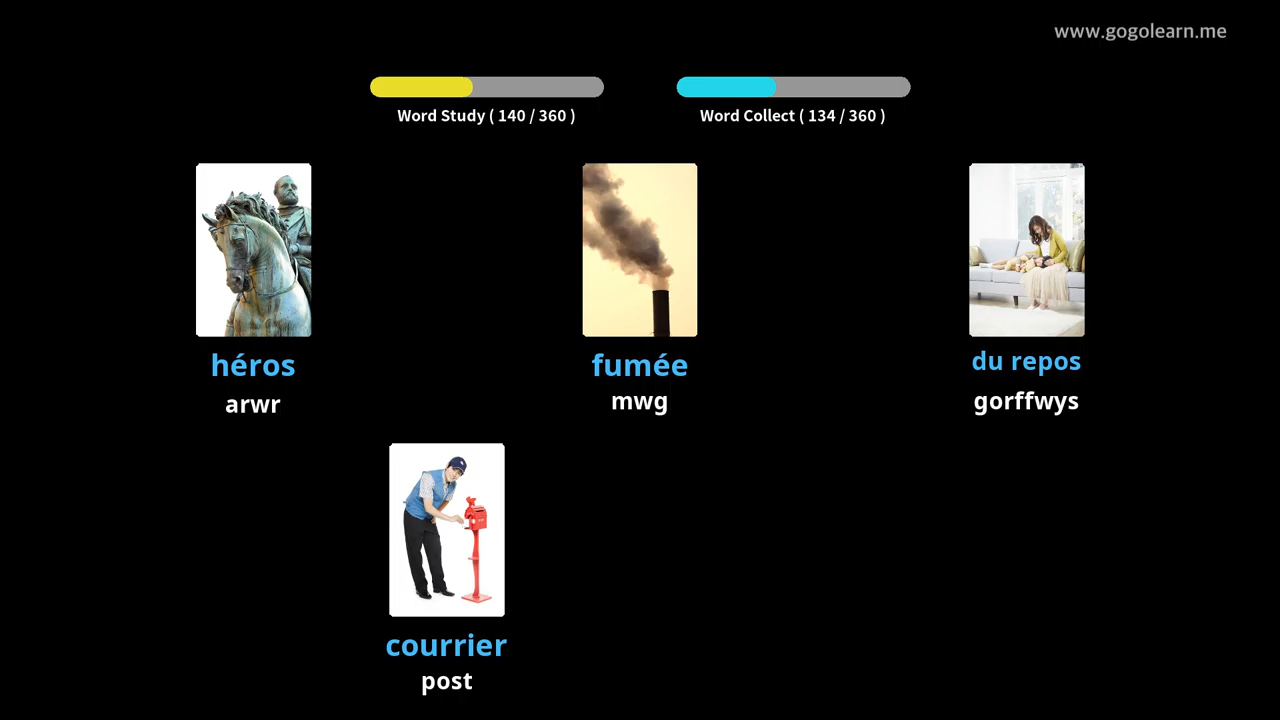 www.gogolearn.me
Word Study ( 140 / 360 )
Word Collect ( 134 / 360 )
héros
fumée
du repos
arwr
mwg
gorffwys
courrier
post